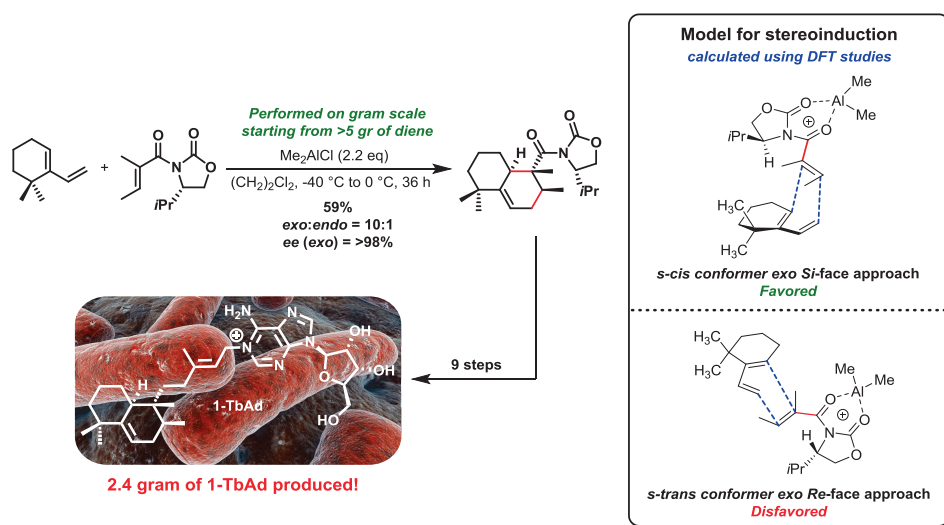 Performed on gram scale
starting from >5 gr of diene
Me₂AlCl (2.2 eq)
(CH₂)₂Cl₂, -40 °C to 0 °C, 36 h
59%
exo:endo = 10:1
ee (exo) = >98%
+
O
O
N
O
iPr
H
O
O
N
O
iPr
9 steps
H₂N
N
N
N
N
⊕
O
OH
OH
HO
H
1-TbAd
2.4 gram of 1-TbAd produced!
Model for stereoinduction
calculated using DFT studies
Me
Al
Me
O
O
⊕
O
N
iPr
H
H₃C
CH₃
s-cis conformer exo Si-face approach
Favored
CH₃
H₃C
Me
Al
Me
O
⊕
O
N
H
O
iPr
s-trans conformer exo Re-face approach
Disfavored